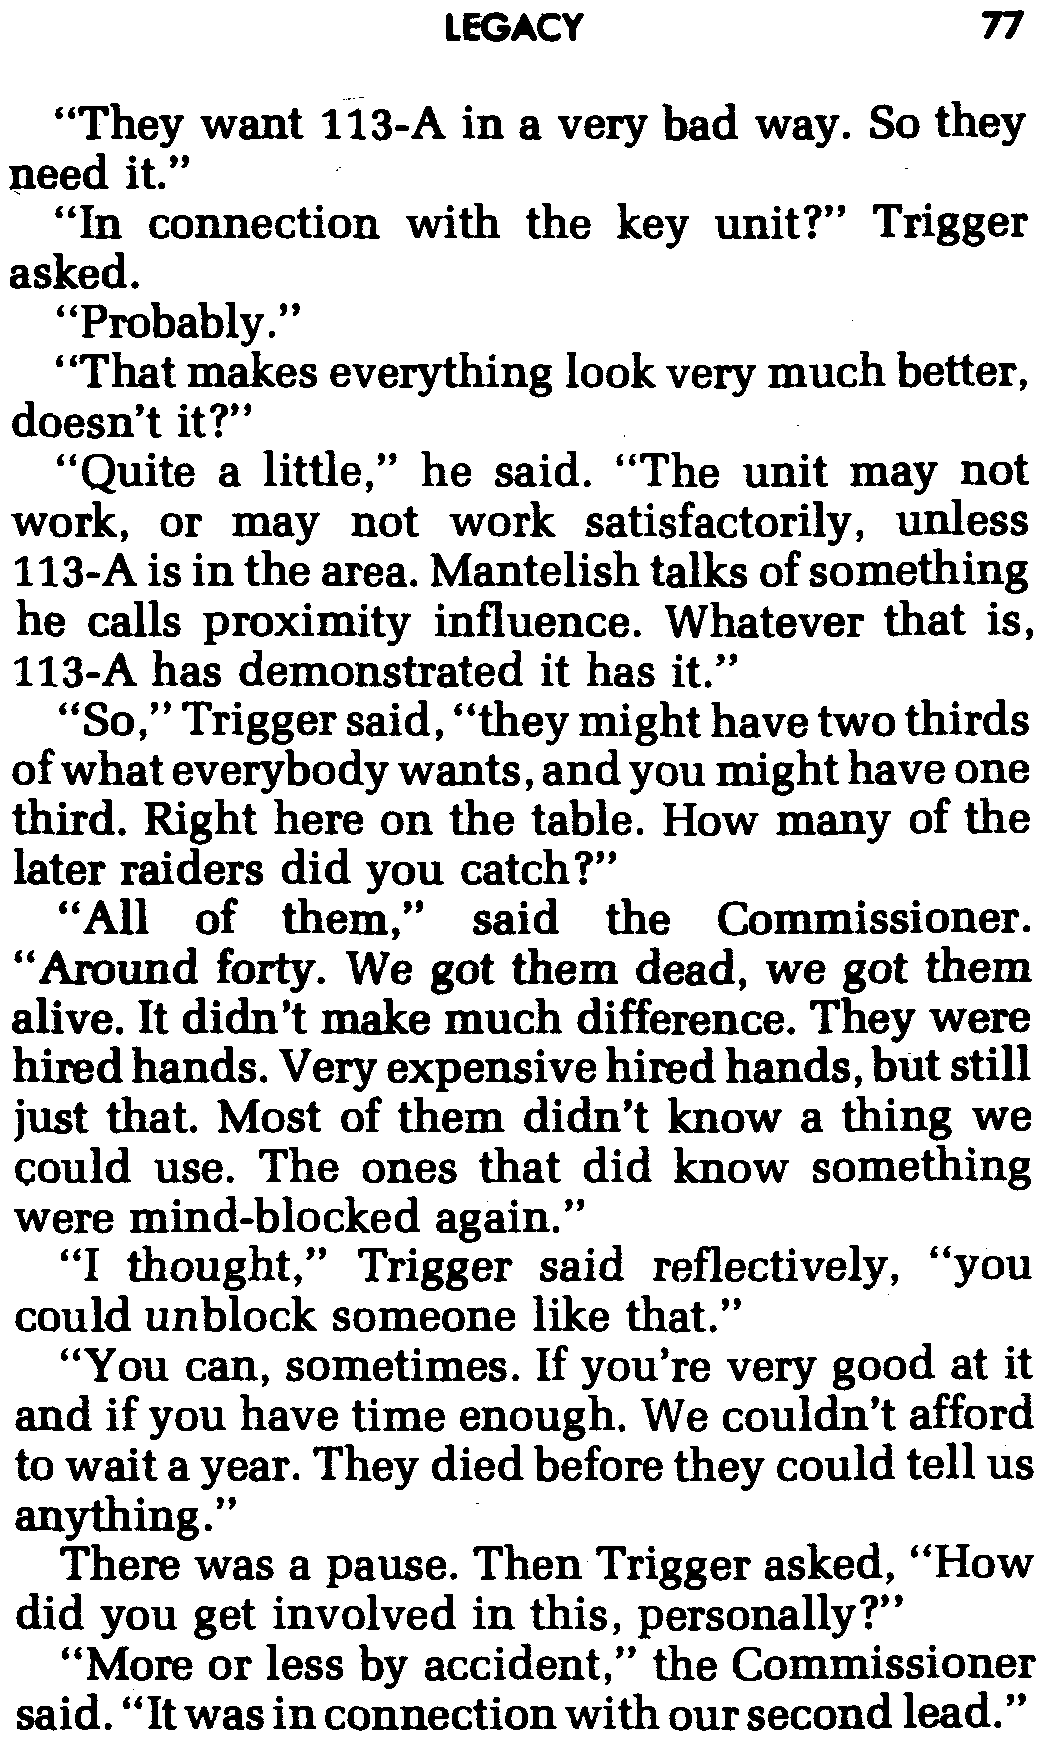 LEGACY 77
“They want 113-A in a very bad way. So they
need it.”
“In connection with the key unit?” Trigger
asked.
“Probably.”
“That makes everything look very much better,
doesn't it?”
“Quite a little,” he said. “The unit may not
work, or may not work satisfactorily, unless
113-A is in the area. Mantelish talks of something
he calls proximity influence. Whatever that is,
113-A has demonstrated it has it.”
“So,” Trigger said, “they might have two thirds
of what everybody wants, and you might have one
third. Right here on the table. How many of the
later raiders did you catch?”
“All of them,” said the Commissioner.
“Around forty. We got them dead, we got them
alive. It didn't make much difference. They were
hired hands. Very expensive hired hands, but still
just that. Most of them didn't know a thing we
could use. The ones that did know something
were mind-blocked again.”
“I thought,” Trigger said reflectively, “you
could unblock someone like that.”
“You can, sometimes. If you're very good at it
and if you have time enough. We couldn't afford
to wait a year. They died before they could tell us
anything.”
There was a pause. Then Trigger asked, “How
did you get involved in this, personally?”
“More or less by accident,” the Commissioner
said. “It was in connection with our second lead.”